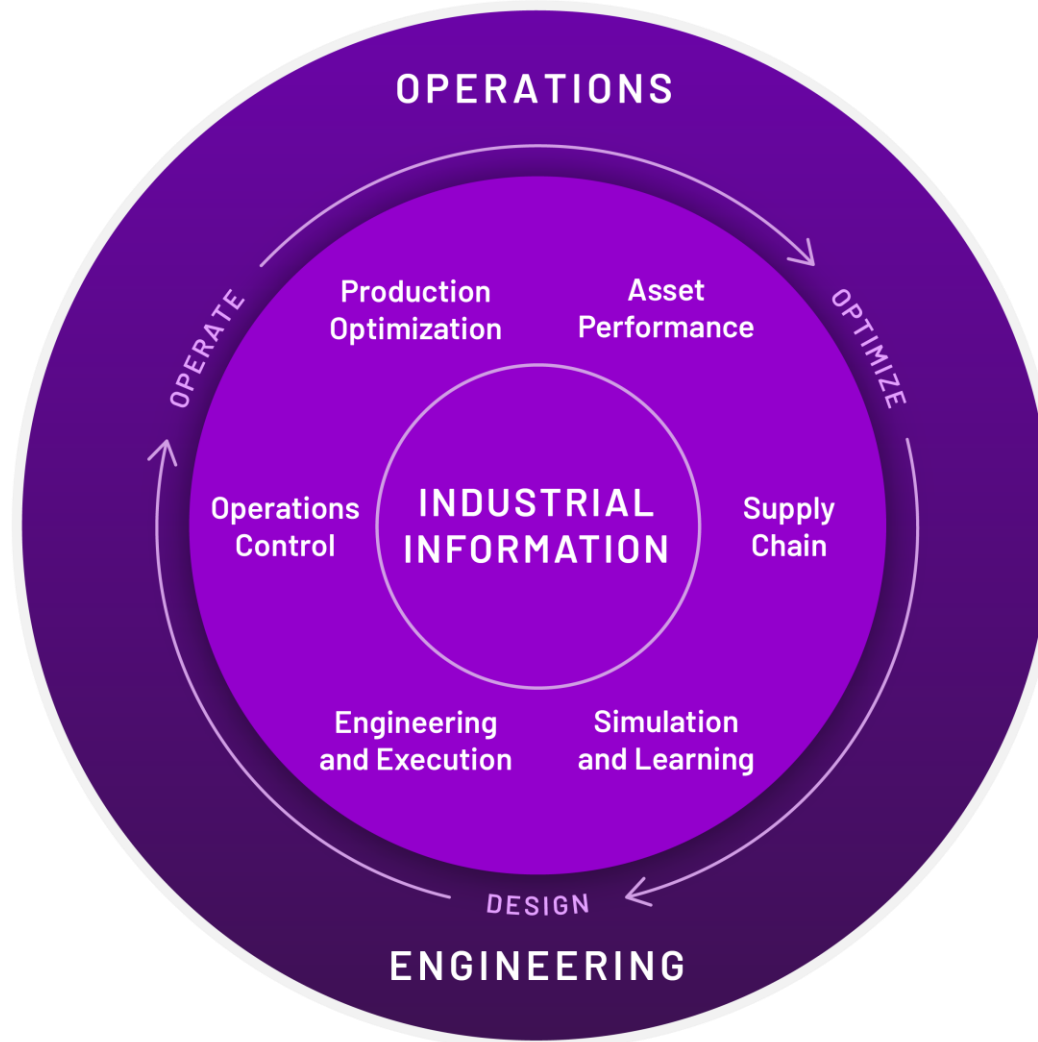 OPERATIONS
OPERATE
OPTIMIZE
Production
Optimization
Asset
Performance
Operations
Control
INDUSTRIAL
INFORMATION
Supply
Chain
Engineering
and Execution
Simulation
and Learning
DESIGN
ENGINEERING